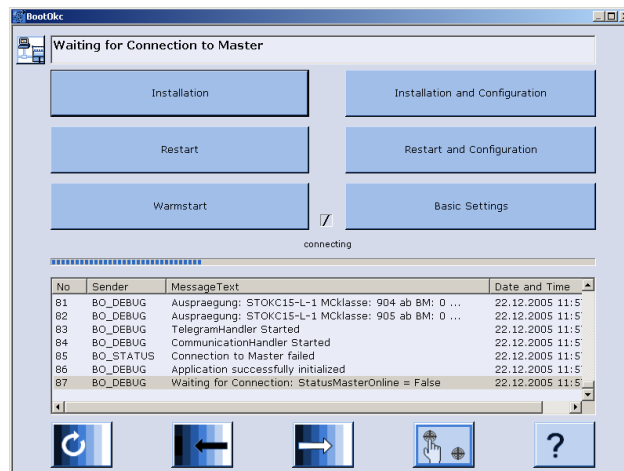 BootOkc
Waiting for Connection to Master
Installation
Installation and Configuration
Restart
Restart and Configuration
Warmstart
Basic Settings
connecting
No Sender MessageText Date and Time
81 BO_DEBUG Auspraegung: STOKC15-L-1 MCklasse: 904 ab BM: 0 ... 22.12.2005 11:5
82 BO_DEBUG Auspraegung: STOKC15-L-1 MCklasse: 905 ab BM: 0 ... 22.12.2005 11:5
83 BO_DEBUG TelegramHandler Started 22.12.2005 11:5
84 BO_DEBUG CommunicationHandler Started 22.12.2005 11:5
85 BO_STATUS Connection to Master failed 22.12.2005 11:5
86 BO_DEBUG Application successfully initialized 22.12.2005 11:5
87 BO_DEBUG Waiting for Connection: StatusMasterOnline = False 22.12.2005 11:5
?